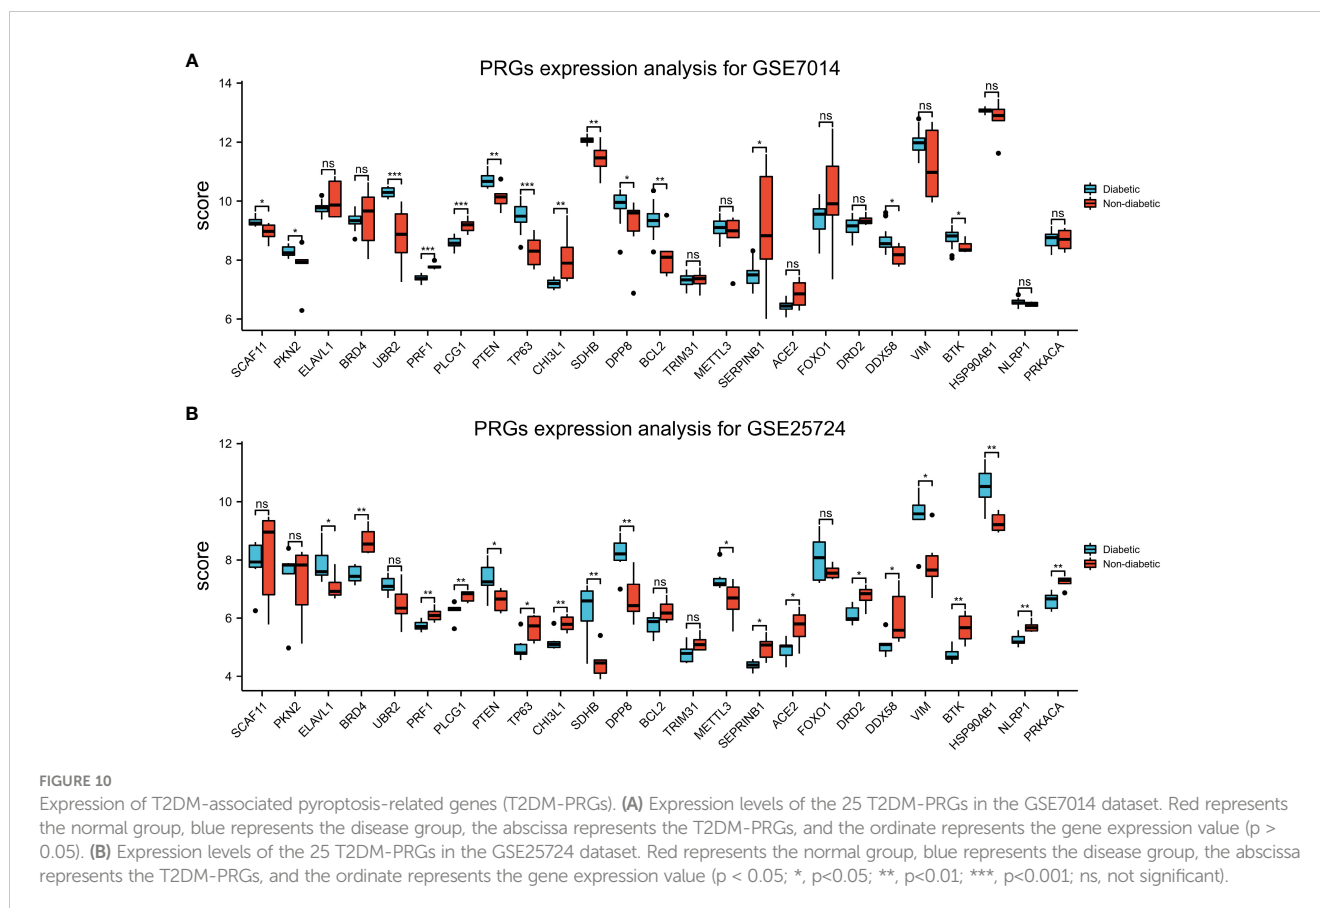 A
PRGs expression analysis for GSE7014
score
14
12
10
8
6
* * ns ns *** *** *** ** *** ** ** * ** ns ns * ns ns ns * ns * ns ns ns
SCAF11 PKN2 ELAVL1 BRD4 UBR2 PRF1 PLCG1 PTEN TP63 CHI3L1 SDHB DPP8 BCL2 TRIM31 METTL3 SERPINB1 ACE2 FOXO1 DRD2 DDX58 VIM BTK HSP90AB1 NLRP1 PRKACA
Diabetic
Non-diabetic
B
PRGs expression analysis for GSE25724
score
12
10
8
6
4
ns ns * ** ns ** ** * * ** ** ** ns ns * * * ns * * * ** ** ** **
SCAF11 PKN2 ELAVL1 BRD4 UBR2 PRF1 PLCG1 PTEN TP63 CHI3L1 SDHB DPP8 BCL2 TRIM31 METTL3 SEPRINB1 ACE2 FOXO1 DRD2 DDX58 VIM BTK HSP90AB1 NLRP1 PRKACA
Diabetic
Non-diabetic
FIGURE 10
Expression of T2DM-associated pyroptosis-related genes (T2DM-PRGs). (A) Expression levels of the 25 T2DM-PRGs in the GSE7014 dataset. Red represents
the normal group, blue represents the disease group, the abscissa represents the T2DM-PRGs, and the ordinate represents the gene expression value (p >
0.05). (B) Expression levels of the 25 T2DM-PRGs in the GSE25724 dataset. Red represents the normal group, blue represents the disease group, the abscissa
represents the T2DM-PRGs, and the ordinate represents the gene expression value (p < 0.05; *, p<0.05; **, p<0.01; ***, p<0.001; ns, not significant).